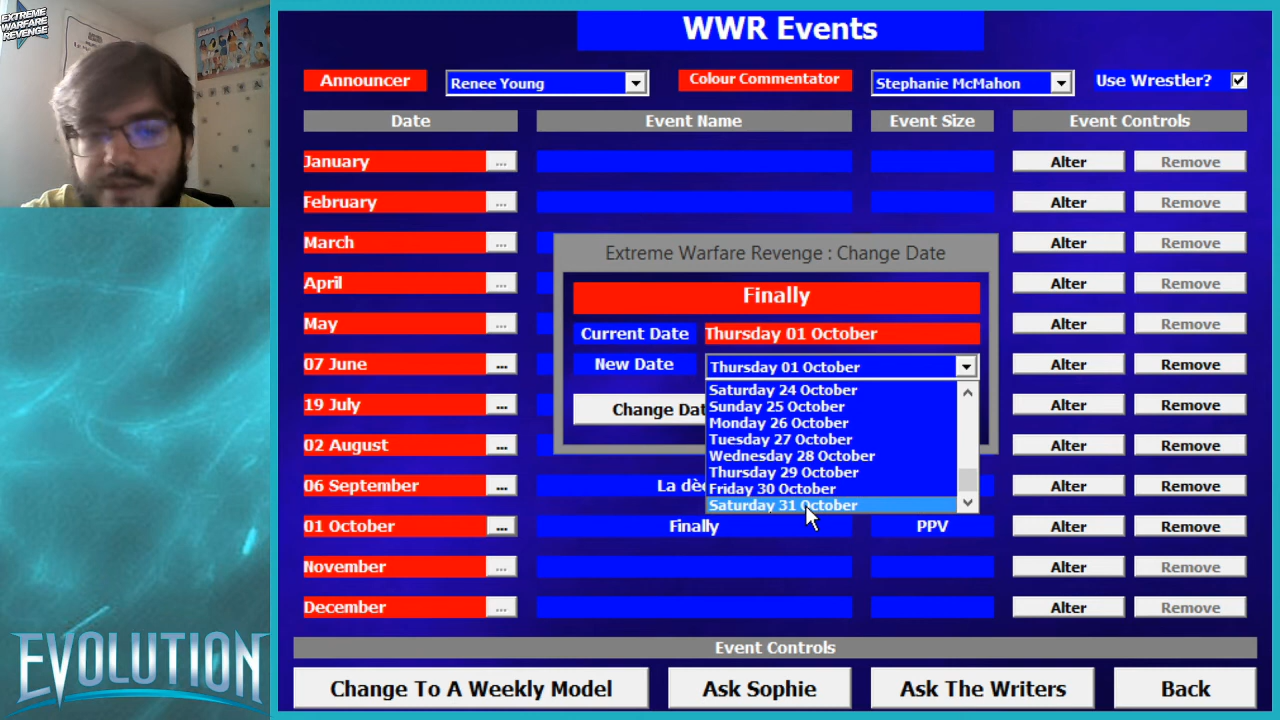 EXTREME
WARFARE
REVENGE
WWR Events
Announcer
Renee Young
Colour Commentator
Stephanie McMahon
Use Wrestler?
Date
Event Name
Event Size
Event Controls
January
...
Alter
Remove
February
...
Alter
Remove
March
...
Alter
Remove
April
...
Alter
Remove
May
...
Alter
Remove
07 June
...
Alter
Remove
19 July
...
Alter
Remove
02 August
...
Alter
Remove
06 September
...
La dèc
Alter
Remove
01 October
...
Finally
PPV
Alter
Remove
November
...
Alter
Remove
December
...
Alter
Remove
Extreme Warfare Revenge : Change Date
Finally
Current Date
Thursday 01 October
New Date
Thursday 01 October
Change Dat
Saturday 24 October
Sunday 25 October
Monday 26 October
Tuesday 27 October
Wednesday 28 October
Thursday 29 October
Friday 30 October
Saturday 31 October
Event Controls
Change To A Weekly Model
Ask Sophie
Ask The Writers
Back
EVOLUTION